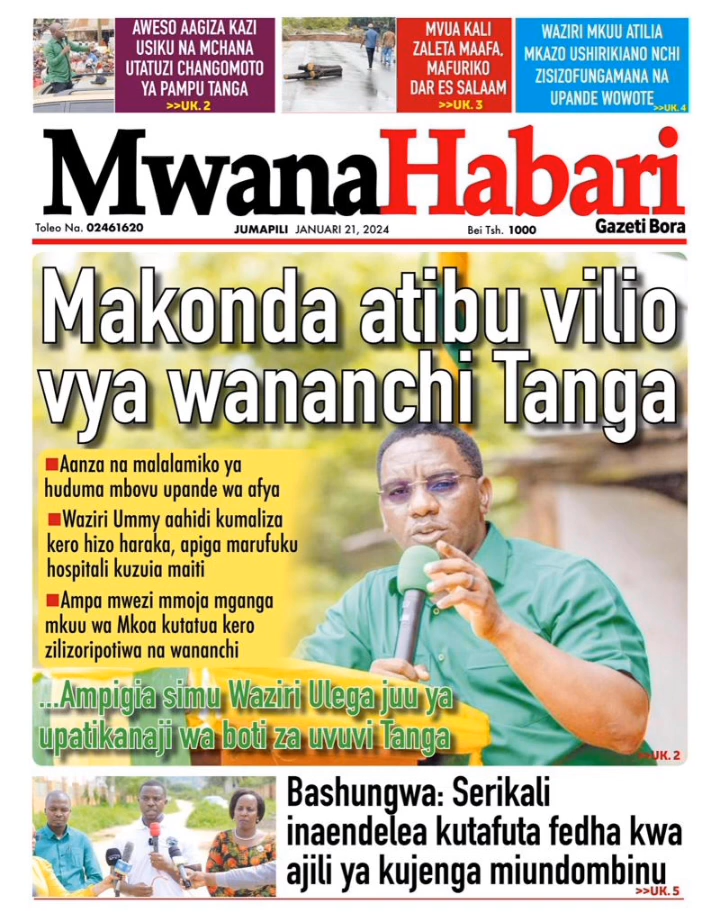 AWESO AAGIZA KAZI
USIKU NA MCHANA
UTATUZI CHANGOMOTO
YA PAMPU TANGA
>>UK. 2
MVUA KALI
ZALETA MAAFA,
MAFURIKO
DAR ES SALAAM
>>UK. 3
WAZIRI MKUU ATILIA
MKAZO USHIRIKIANO NCHI
ZISIZOFUNGAMANA NA
UPANDE WOWOTE
>>UK. 4
MwanaHabari
Toleo Na. 02461620
JUMAPILI JANUARI 21, 2024
Bei Tsh. 1000
Gazeti Bora
Makonda atibu vilio
vya wananchi Tanga
Aanza na malalamiko ya
huduma mbovu upande wa afya
Waziri Ummy aahidi kumaliza
kero hizo haraka, apiga marufuku
hospitali kuzuia maiti
Ampa mwezi mmoja mganga
mkuu wa Mkoa kutatua kero
zilizoripotiwa na wananchi
...Ampigia simu Waziri Ulega juu ya
upatikanaji wa boti za uvuvi Tanga
>>UK. 2
Bashungwa: Serikali
inaendelea kutafuta fedha kwa
ajili ya kujenga miundombinu
>>UK. 5